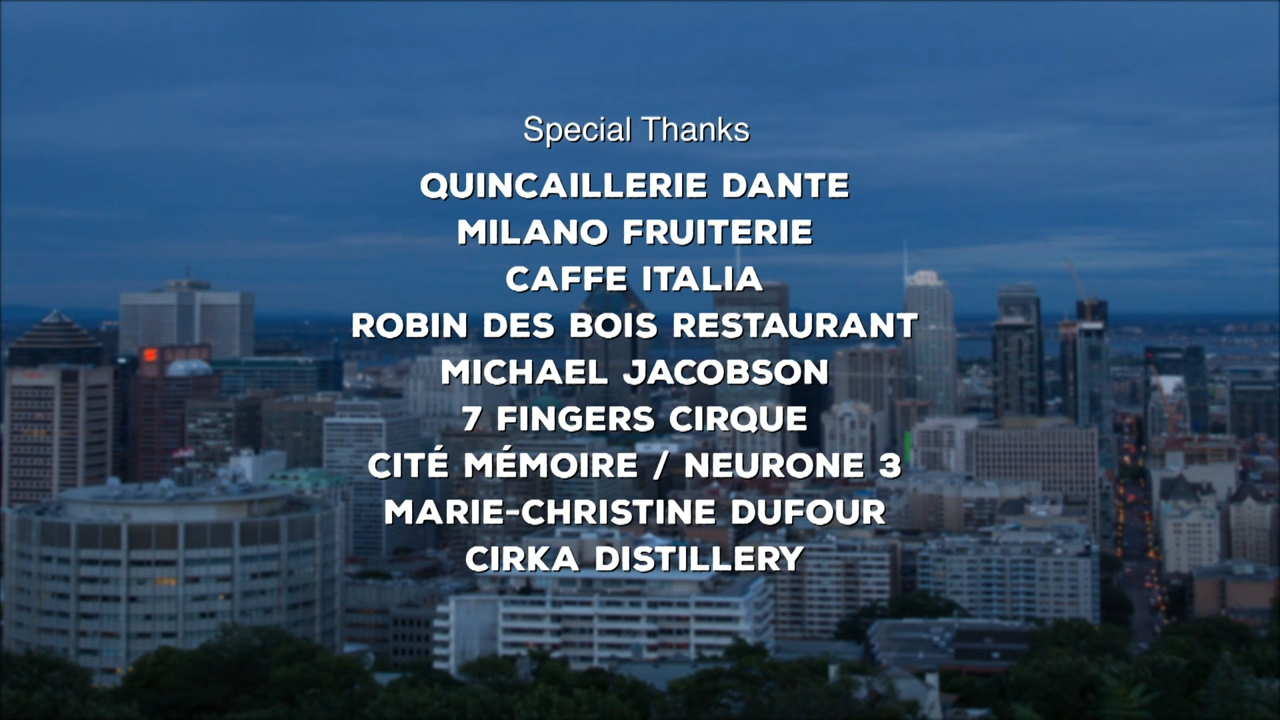 Special Thanks
QUINCAILLERIE DANTE
MILANO FRUITERIE
CAFFE ITALIA
ROBIN DES BOIS RESTAURANT
MICHAEL JACOBSON
7 FINGERS CIRQUE
CITÉ MÉMOIRE / NEURONE 3
MARIE-CHRISTINE DUFOUR
CIRKA DISTILLERY